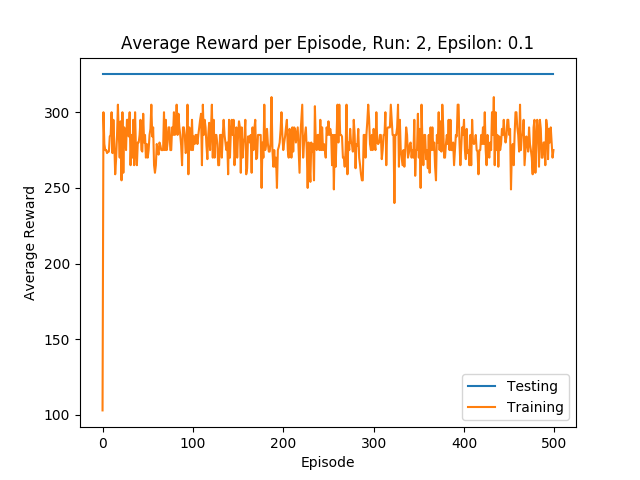 Average Reward per Episode, Run: 2, Epsilon: 0.1
300
250
200
150
100
Average Reward
0
100
200
300
400
500
Episode
Testing
Training